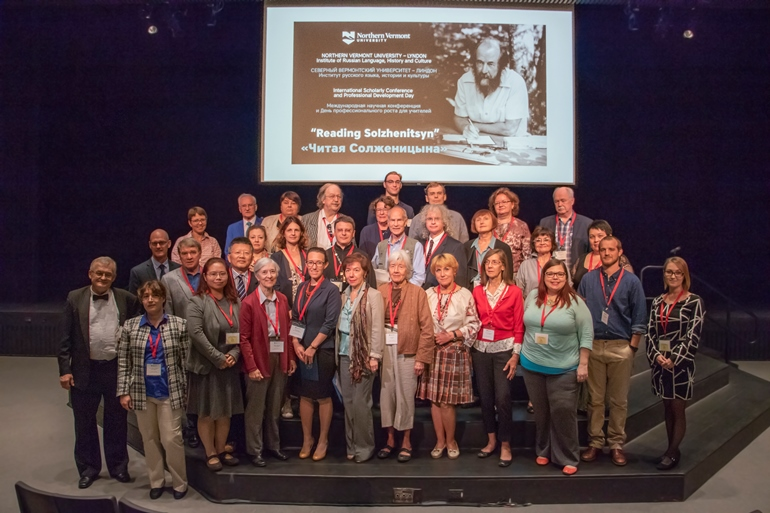 Northern Vermont
UNIVERSITY
NORTHERN VERMONT UNIVERSITY – LYNDON
Institute of Russian Language, History and Culture
СЕВЕРНЫЙ ВЕРМОНТСКИЙ УНИВЕРСИТЕТ – ЛИНДОН
Институт русского языка, истории и культуры
International Scholarly Conference
and Professional Development Day
Международная научная конференция
и День профессионального роста для учителей
"Reading Solzhenitsyn"
«Читая Солженицына»